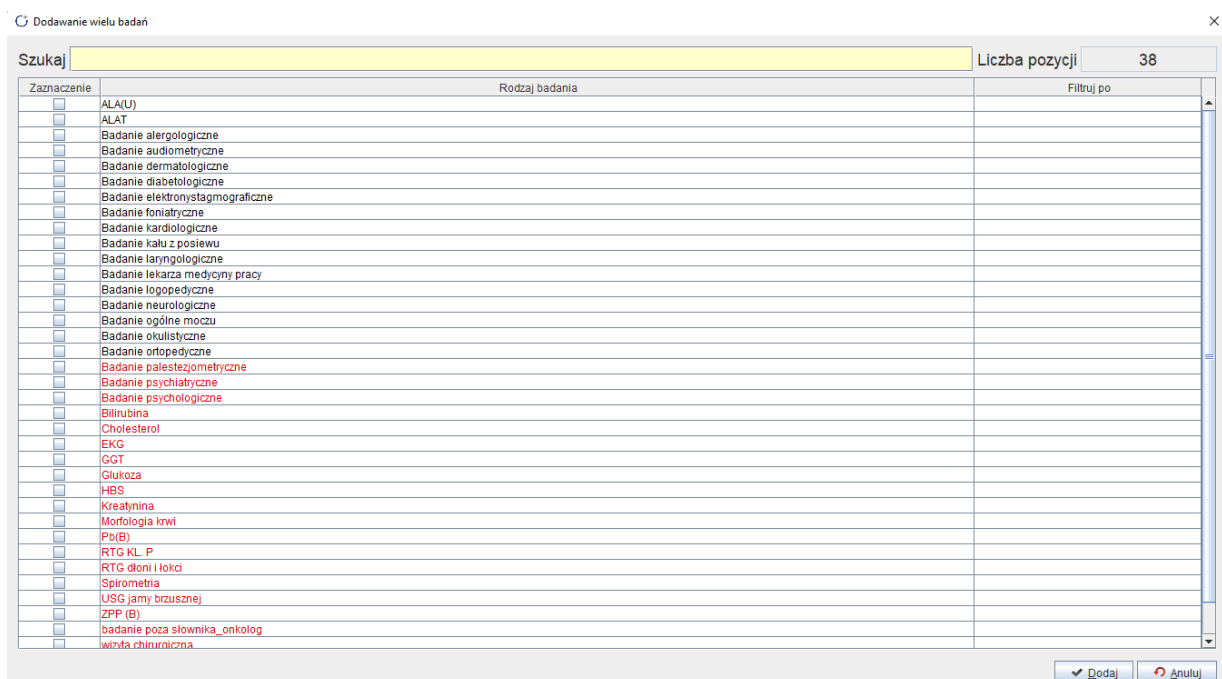 Dodawanie wielu badań
Szukaj Liczba pozycji 38
Zaznaczenie Rodzaj badania Filtruj po
ALA(U)
ALAT
Badanie alergologiczne
Badanie audiometryczne
Badanie dermatologiczne
Badanie diabetologiczne
Badanie elektronystagmograficzne
Badanie foniatryczne
Badanie kardiologiczne
Badanie kału z posiewu
Badanie laryngologiczne
Badanie lekarza medycyny pracy
Badanie logopedyczne
Badanie neurologiczne
Badanie ogólne moczu
Badanie okulistyczne
Badanie ortopedyczne
Badanie palestezjometryczne
Badanie psychiatryczne
Badanie psychologiczne
Bilirubina
Cholesterol
EKG
GGT
Glukoza
HBS
Kreatynina
Morfologia krwi
Pb(B)
RTG KL. P
RTG dłoni i łokci
Spirometria
USG jamy brzusznej
ZPP (B)
badanie poza słownika_onkolog
wizyta chirurgiczna
Dodaj Anuluj